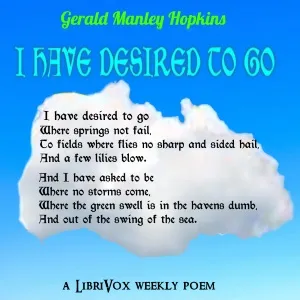 Gerald Manley Hopkins
I HAVE DESIRED TO GO
I have desired to go
Where springs not fail,
To fields where flies no sharp and sided hail,
And a few lilies blow.
And I have asked to be
Where no storms come,
Where the green swell is in the havens dumb,
And out of the swing of the sea.
A LIBRIVOX WEEKLY POEM